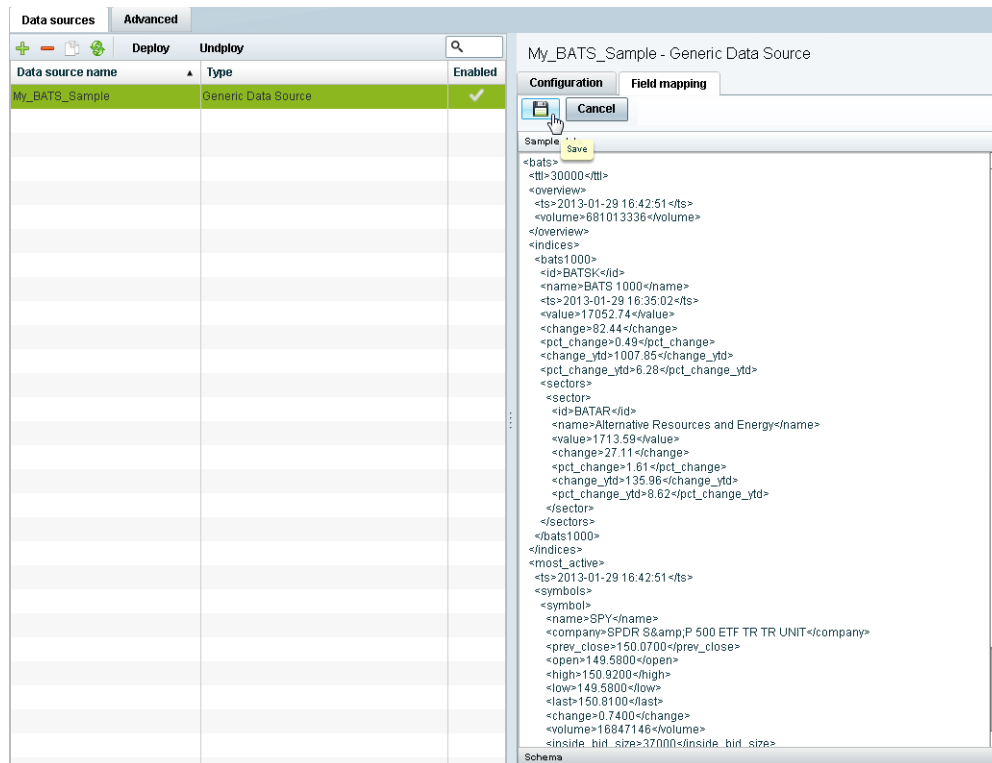 Data sources Advanced
Deploy Undploy
Data source name Type Enabled
My_BATS_Sample Generic Data Source
My_BATS_Sample - Generic Data Source
Configuration Field mapping
Cancel
Sample
Save
<bats>
<ttl>30000</ttl>
<overview>
<ts>2013-01-29 16:42:51</ts>
<volume>681013336</volume>
</overview>
<indices>
<bats1000>
<id>BATSK</id>
<name>BATS 1000</name>
<ts>2013-01-29 16:35:02</ts>
<value>17052.74</value>
<change>82.44</change>
<pct_change>0.49</pct_change>
<change_ytd>1007.85</change_ytd>
<pct_change_ytd>6.28</pct_change_ytd>
<sectors>
<sector>
<id>BATAR</id>
<name>Alternative Resources and Energy</name>
<value>1713.59</value>
<change>27.11</change>
<pct_change>1.61</pct_change>
<change_ytd>135.96</change_ytd>
<pct_change_ytd>8.62</pct_change_ytd>
</sector>
</sectors>
</bats1000>
</indices>
<most_active>
<ts>2013-01-29 16:42:51</ts>
<symbols>
<symbol>
<name>SPY</name>
<company>SPDR S&amp;P 500 ETF TR TR UNIT</company>
<prev_close>150.0700</prev_close>
<open>149.5800</open>
<high>150.9200</high>
<low>149.5800</low>
<last>150.8100</last>
<change>0.7400</change>
<volume>16847146</volume>
<inside_bid_size>37000</inside_bid_size>
Schema